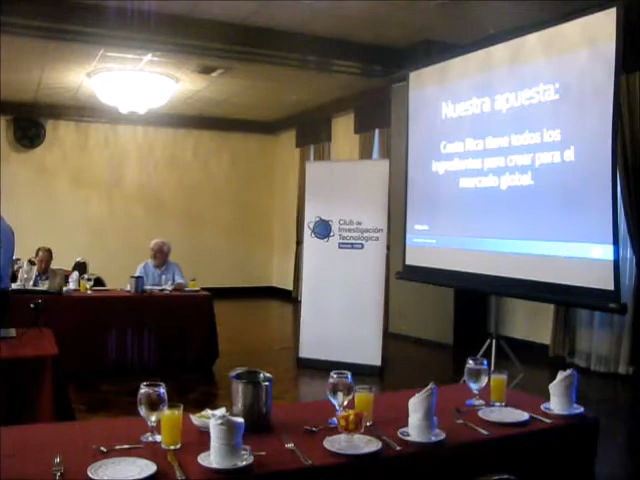 Nuestra apuesta:
Costa Rica tiene todos los
ingredientes para crear para el
mercado global.
Club de
Investigación
Tecnológica